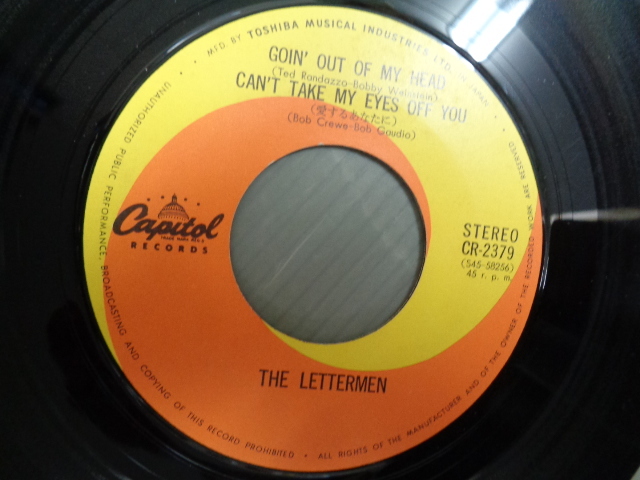 MFD. BY TOSHIBA MUSICAL INDUSTRIES LTD. IN JAPAN
GOIN' OUT OF MY HEAD
(Ted Randazzo-Bobby Weinstein)
CAN'T TAKE MY EYES OFF YOU
(愛するあなたに)
(Bob Crewe-Bob Gaudio)
Capitol
RECORDS
STEREO
CR-2379
(545-58256)
45 r. p. m.
THE LETTERMEN
UNAUTHORIZED PUBLIC PERFORMANCE, BROADCASTING AND COPYING OF THIS RECORD PROHIBITED • ALL RIGHTS OF THE MANUFACTURER AND OF THE OWNER OF THE RECORDED WORK ARE RESERVED